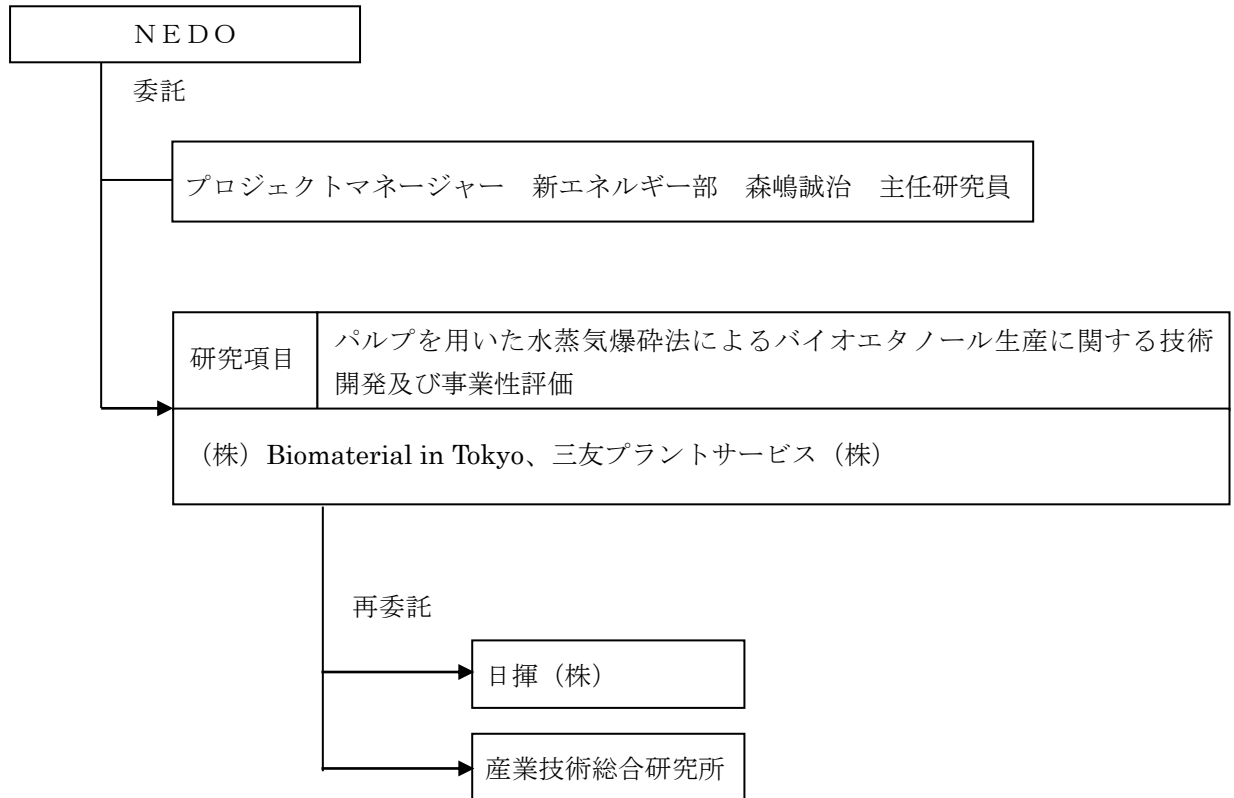 ＮＥＤＯ
委託
プロジェクトマネージャー　新エネルギー部　森嶋誠治　主任研究員
研究項目
パルプを用いた水蒸気爆砕法によるバイオエタノール生産に関する技術
開発及び事業性評価
（株）Biomaterial in Tokyo、三友プラントサービス（株）
再委託
日揮（株）
産業技術総合研究所